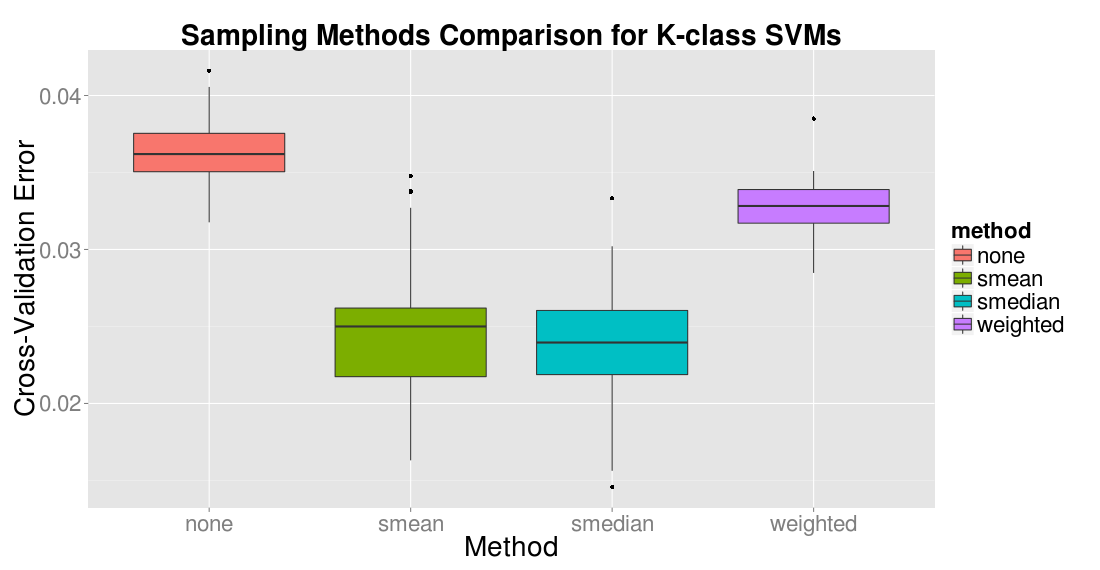 Sampling Methods Comparison for K-class SVMs
Cross-Validation Error
0.04
0.03
0.02
none smean smedian weighted
Method
method
none
smean
smedian
weighted